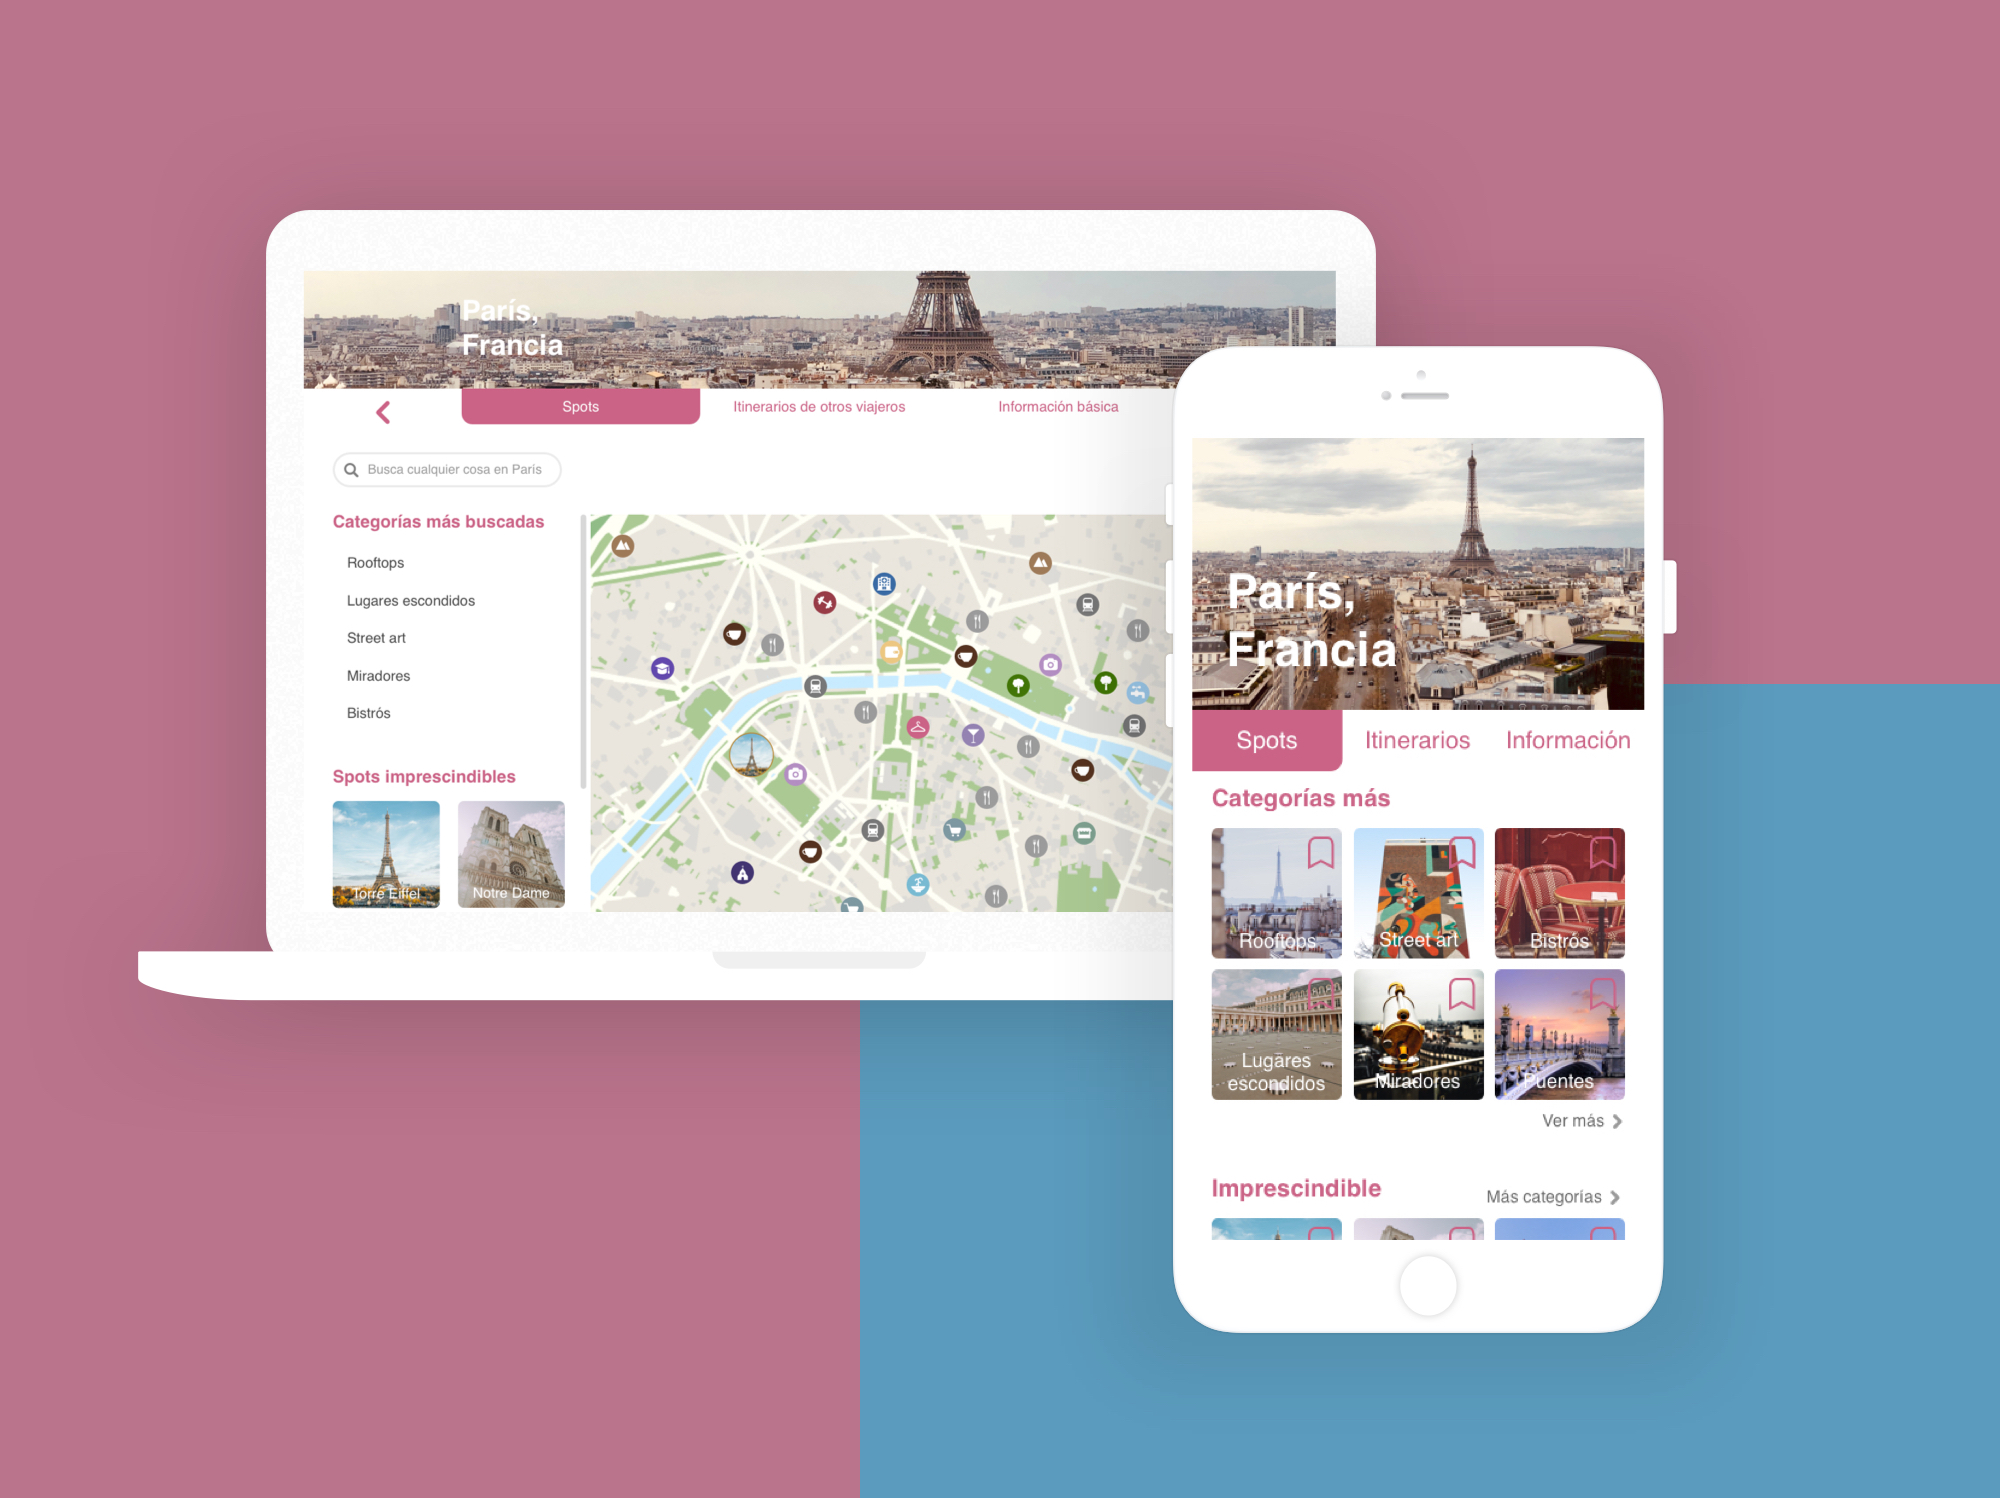 París,
Francia
Spots
Itinerarios de otros viajeros
Información básica
Busca cualquier cosa en París
Categorías más buscadas
Rooftops
Lugares escondidos
Street art
Miradores
Bistrós
Spots imprescindibles
Torre Eiffel
Notre Dame
París,
Francia
Spots
Itinerarios
Información
Categorías más
Rooftops
Street art
Bistrós
Lugares
escondidos
Miradores
Puentes
Ver más
Imprescindible
Más categorías